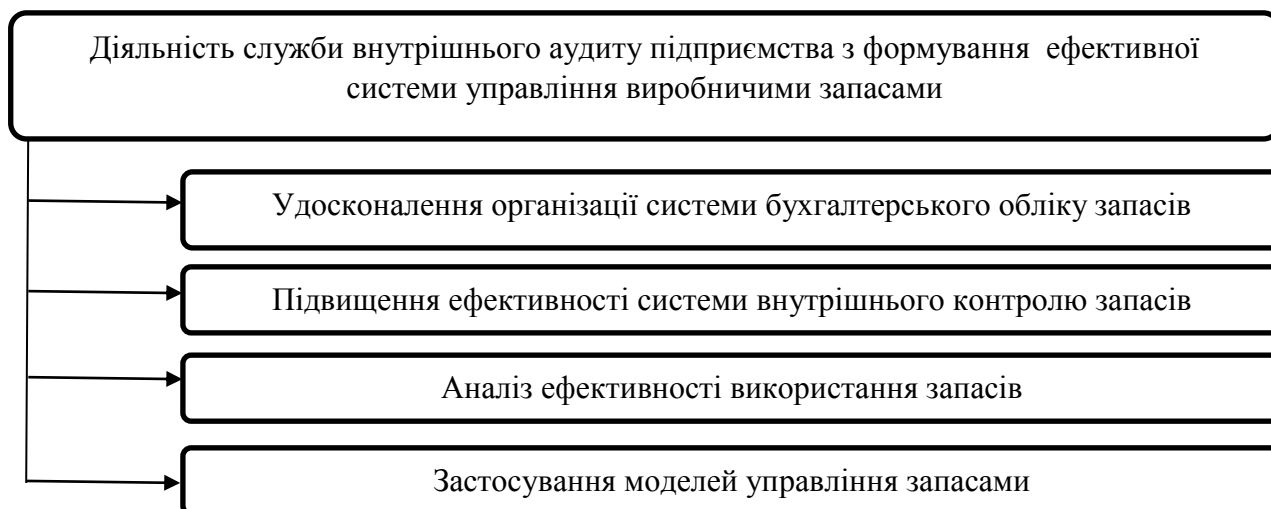 Діяльність служби внутрішнього аудиту підприємства з формування ефективної
системи управління виробничими запасами
Удосконалення організації системи бухгалтерського обліку запасів
Підвищення ефективності системи внутрішнього контролю запасів
Аналіз ефективності використання запасів
Застосування моделей управління запасами